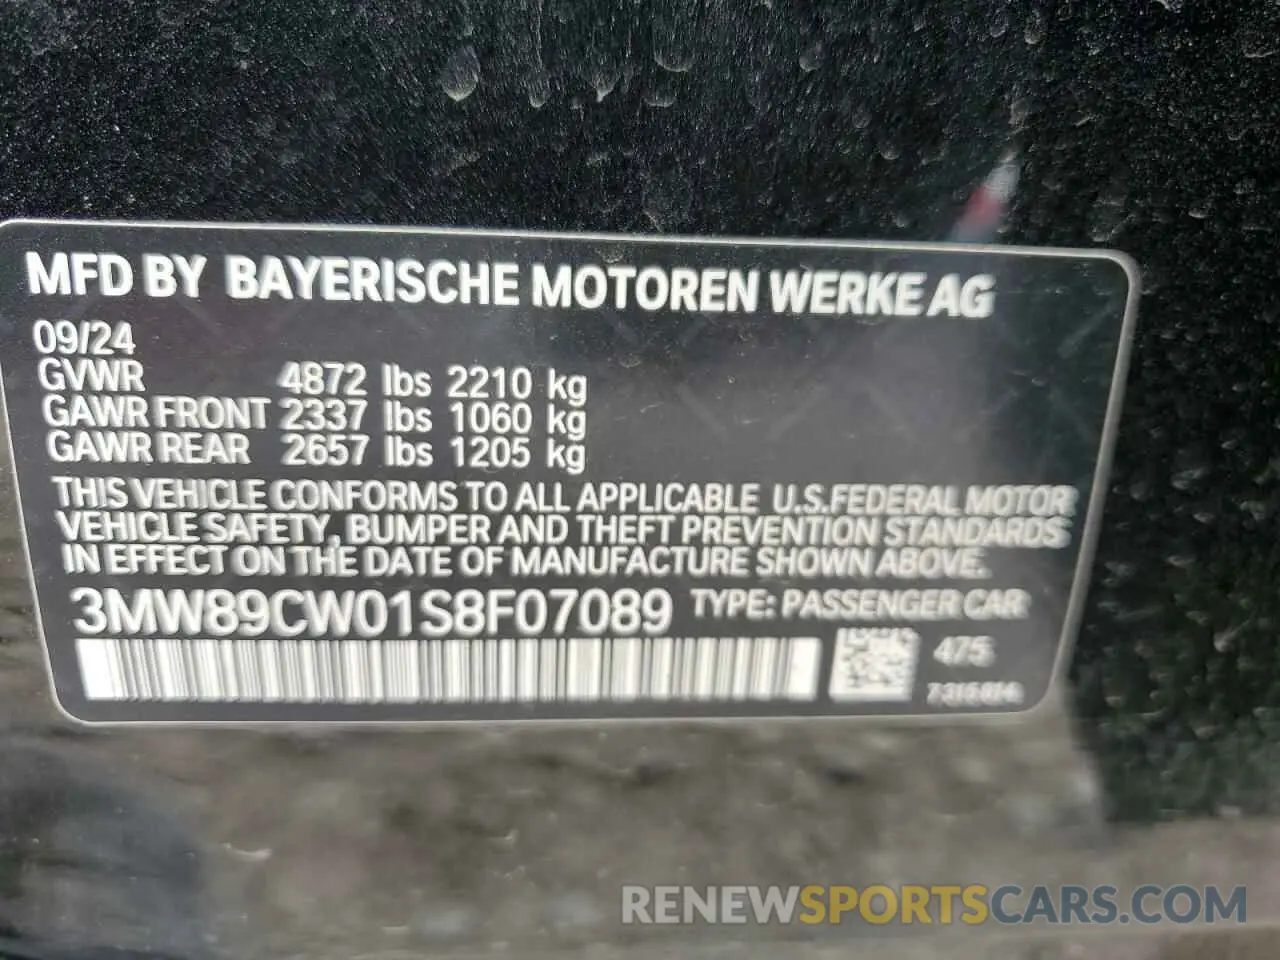 MFD BY BAYERISCHE MOTOREN WERKE AG
09/24
GVWR 4872 lbs 2210 kg
GAWR FRONT 2337 lbs 1060 kg
GAWR REAR 2657 lbs 1205 kg
THIS VEHICLE CONFORMS TO ALL APPLICABLE U.S.FEDERAL MOTOR
VEHICLE SAFETY, BUMPER AND THEFT PREVENTION STANDARDS
IN EFFECT ON THE DATE OF MANUFACTURE SHOWN ABOVE.
3MW89CW01S8F07089 TYPE: PASSENGER CAR
475
RENEWSPORTSCARS.COM